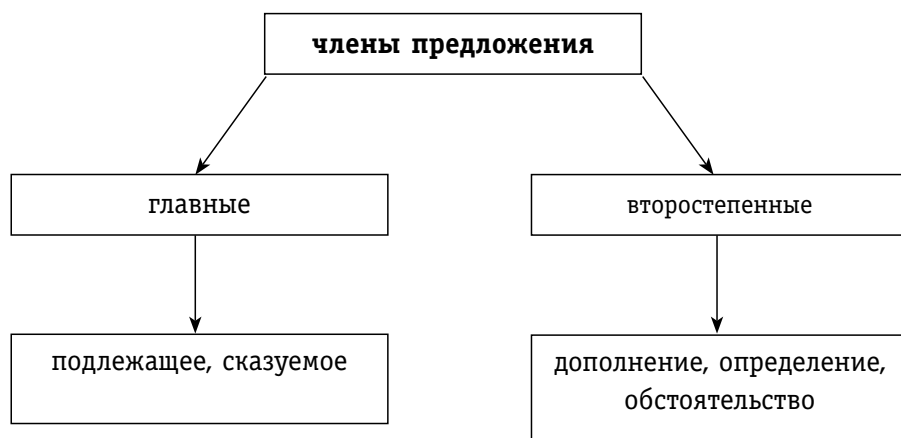 члены предложения
главные
второстепенные
подлежащее, сказуемое
дополнение, определение,
обстоятельство